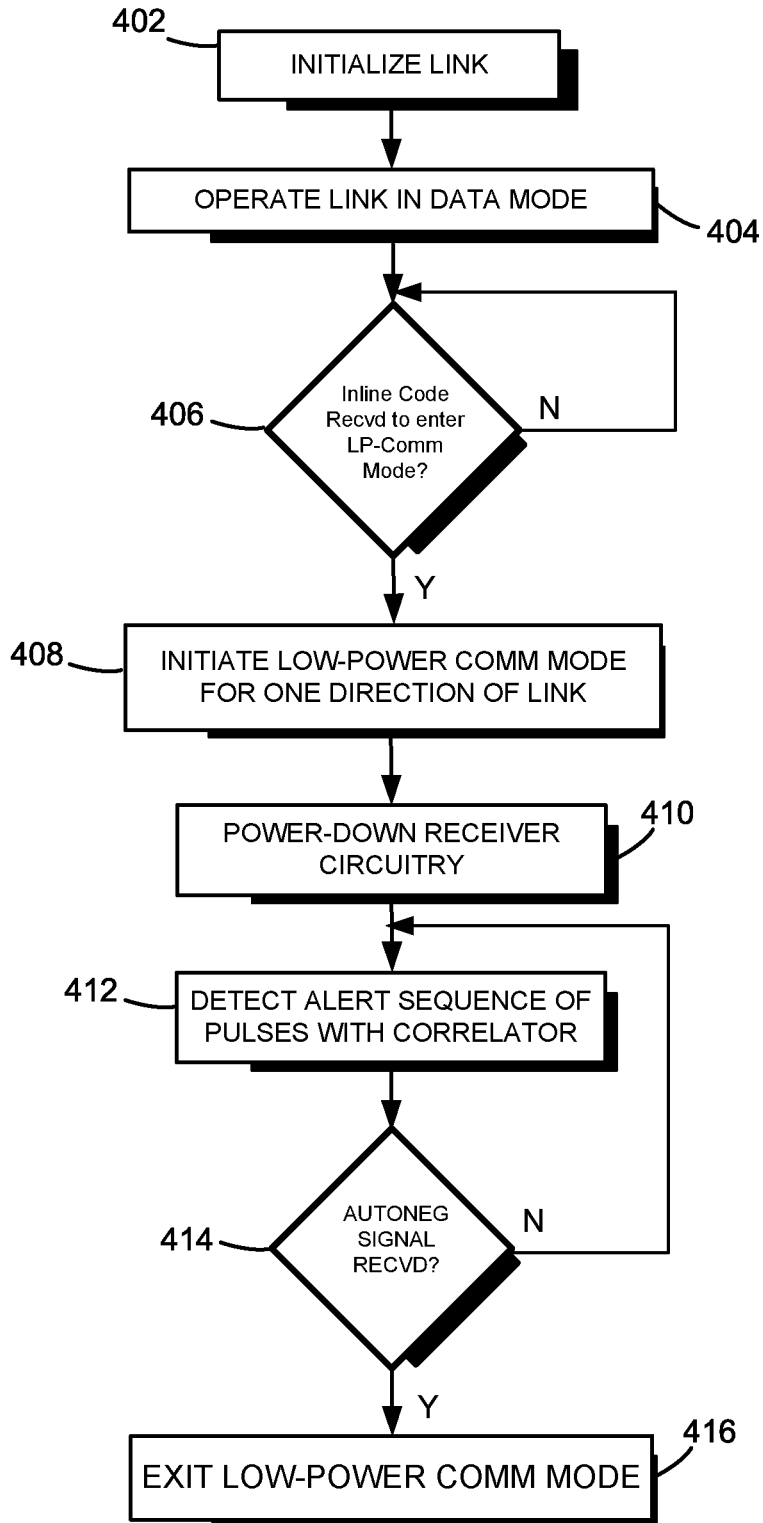 402
INITIALIZE LINK
OPERATE LINK IN DATA MODE
404
406
Inline Code
Recvd to enter
LP-Comm
Mode?
N
Y
408
INITIATE LOW-POWER COMM MODE
FOR ONE DIRECTION OF LINK
POWER-DOWN RECEIVER
CIRCUITRY
410
412
DETECT ALERT SEQUENCE OF
PULSES WITH CORRELATOR
414
AUTONEG
SIGNAL
RECVD?
N
Y
416
EXIT LOW-POWER COMM MODE